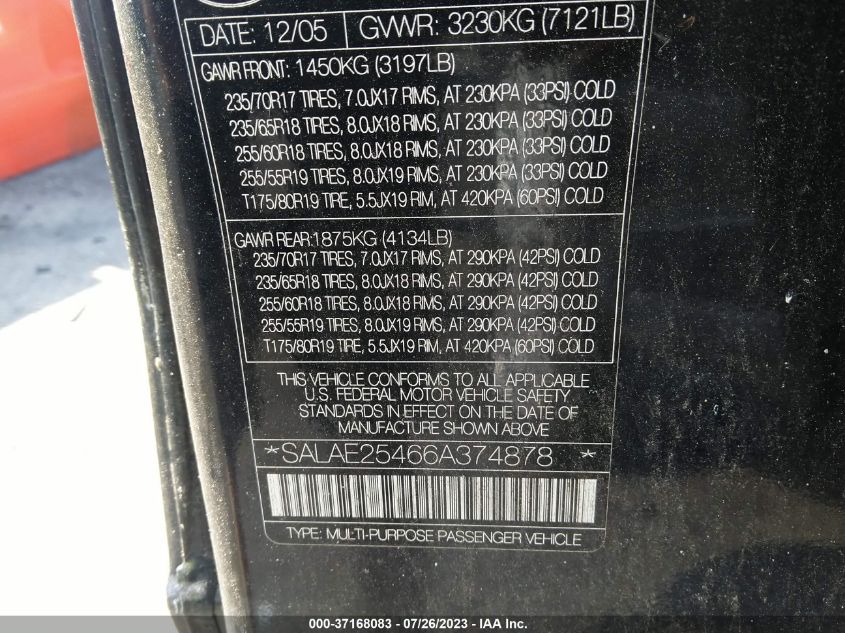 DATE: 12/05 GVWR: 3230KG (7121LB)
GAWR FRONT: 1450KG (3197LB)
235/70R17 TIRES, 7.0JX17 RIMS, AT 230KPA (33PSI) COLD
235/65R18 TIRES, 8.0JX18 RIMS, AT 230KPA (33PSI) COLD
255/60R18 TIRES, 8.0JX18 RIMS, AT 230KPA (33PSI) COLD
255/55R19 TIRES, 8.0JX19 RIMS, AT 230KPA (33PSI) COLD
T175/80R19 TIRE, 5.5JX19 RIM, AT 420KPA (60PSI) COLD
GAWR REAR:1875KG (4134LB)
235/70R17 TIRES, 7.0JX17 RIMS, AT 290KPA (42PSI) COLD
235/65R18 TIRES, 8.0JX18 RIMS, AT 290KPA (42PSI) COLD
255/60R18 TIRES, 8.0JX18 RIMS, AT 290KPA (42PSI) COLD
255/55R19 TIRES, 8.0JX19 RIMS, AT 290KPA (42PSI) COLD
T175/80R19 TIRE, 5.5JX19 RIM, AT 420KPA (60PSI) COLD
THIS VEHICLE CONFORMS TO ALL APPLICABLE
U.S. FEDERAL MOTOR VEHICLE SAFETY
STANDARDS IN EFFECT ON THE DATE OF
MANUFACTURE SHOWN ABOVE
*SALAE25466A374878 *
TYPE: MULTI-PURPOSE PASSENGER VEHICLE
000-37168083 / 07/26/2023 - IAA Inc.